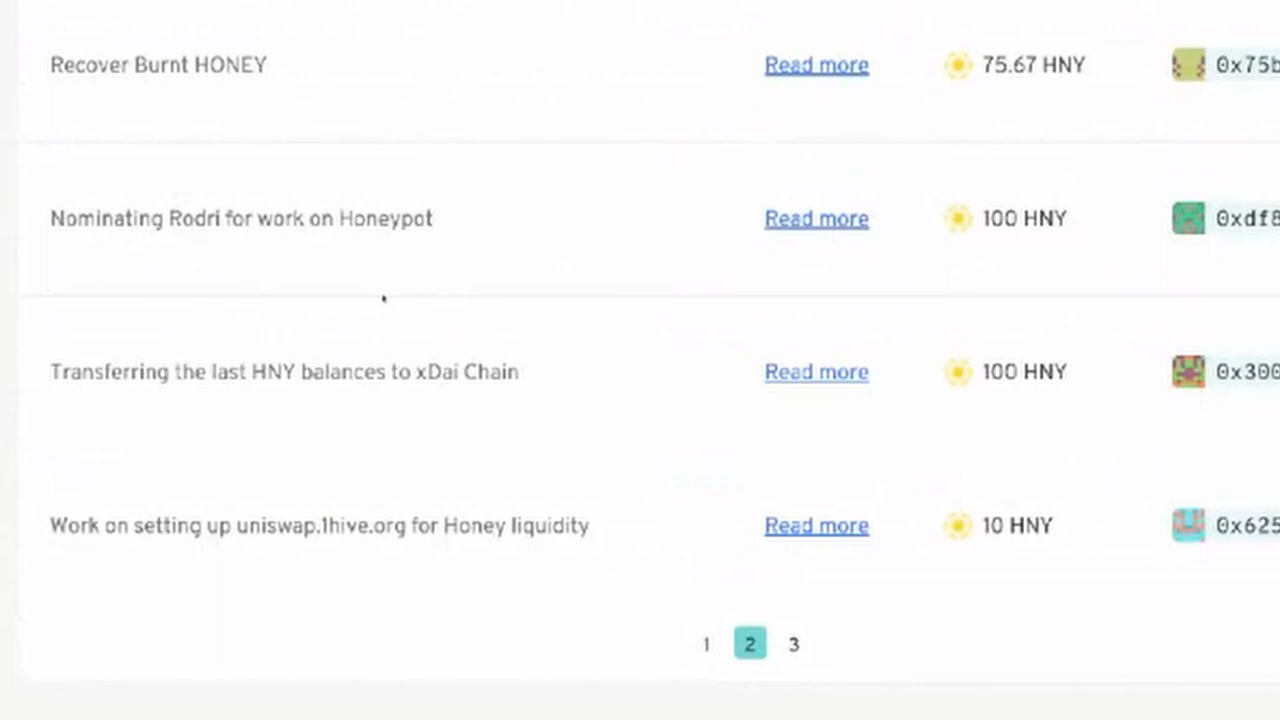 Recover Burnt HONEY Read more 75.67 HNY 0x75b
Nominating Rodri for work on Honeypot Read more 100 HNY 0xdf8
Transferring the last HNY balances to xDai Chain Read more 100 HNY 0x300
Work on setting up uniswap.1hive.org for Honey liquidity Read more 10 HNY 0x625
1 2 3